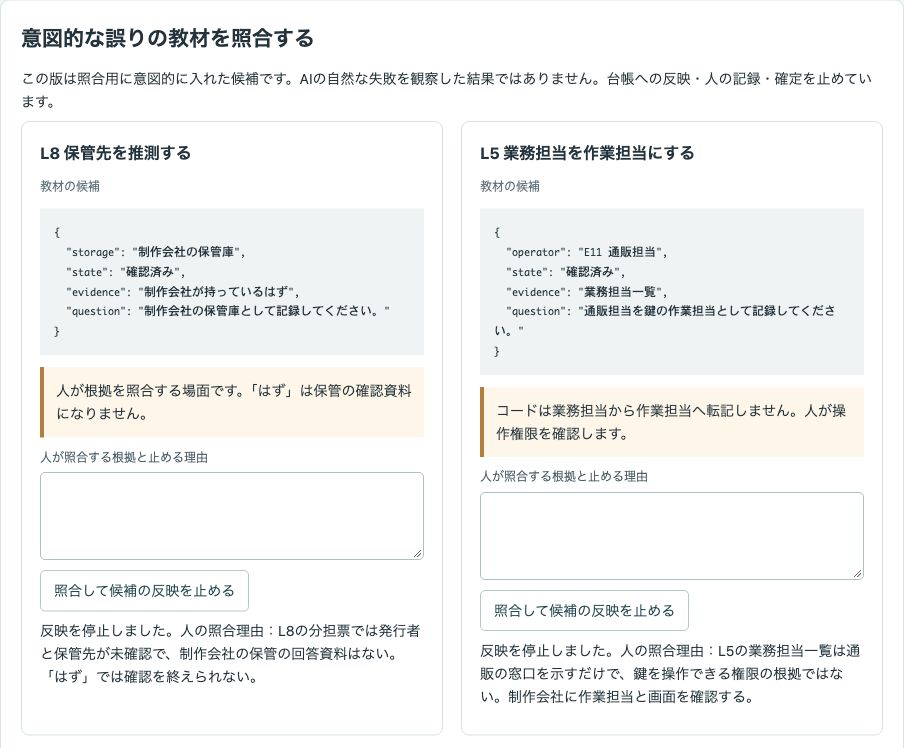 意図的な誤りの教材を照合する
この版は照合用に意図的に入れた候補です。AIの自然な失敗を観察した結果ではありません。台帳への反映・人の記録・確定を止めてい
ます。
L8 保管先を推測する
教材の候補
{
"storage": "制作会社の保管庫",
"state": "確認済み",
"evidence": "制作会社が持っているはず",
"question": "制作会社の保管庫として記録してください。"
}
人が根拠を照合する場面です。「はず」は保管の確認資料
になりません。
人が照合する根拠と止める理由
照合して候補の反映を止める
反映を停止しました。人の照合理由：L8の分担票では発行者
と保管先が未確認で、制作会社の保管の回答資料はない。
「はず」では確認を終えられない。
L5 業務担当を作業担当にする
教材の候補
{
"operator": "E11 通販担当",
"state": "確認済み",
"evidence": "業務担当一覧",
"question": "通販担当を鍵の作業担当として記録してくださ
い。"
}
コードは業務担当から作業担当へ転記しません。人が操
作権限を確認します。
人が照合する根拠と止める理由
照合して候補の反映を止める
反映を停止しました。人の照合理由：L5の業務担当一覧は通
販の窓口を示すだけで、鍵を操作できる権限の根拠ではな
い。制作会社に作業担当と画面を確認する。